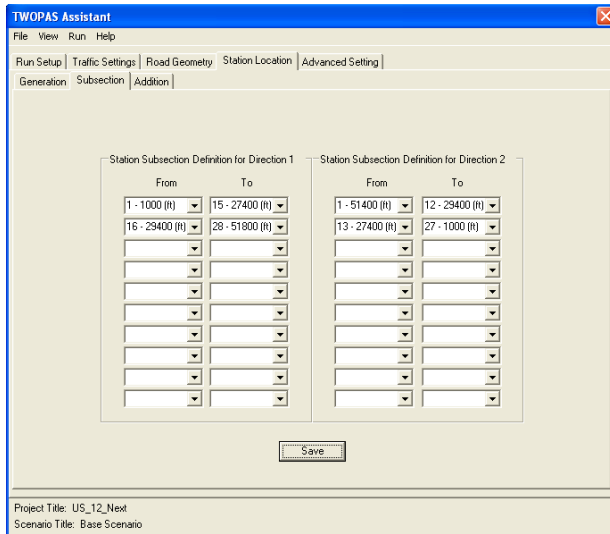 TWOPAS Assistant
File View Run Help
Run Setup Traffic Settings Road Geometry Station Location Advanced Setting
Generation Subsection Addition
Station Subsection Definition for Direction 1 Station Subsection Definition for Direction 2
From To From To
1 - 1000 (ft) 15 - 27400 (ft) 1 - 51400 (ft) 12 - 29400 (ft)
16 - 29400 (ft) 28 - 51800 (ft) 13 - 27400 (ft) 27 - 1000 (ft)
Save
Project Title: US_12_Next
Scenario Title: Base Scenario